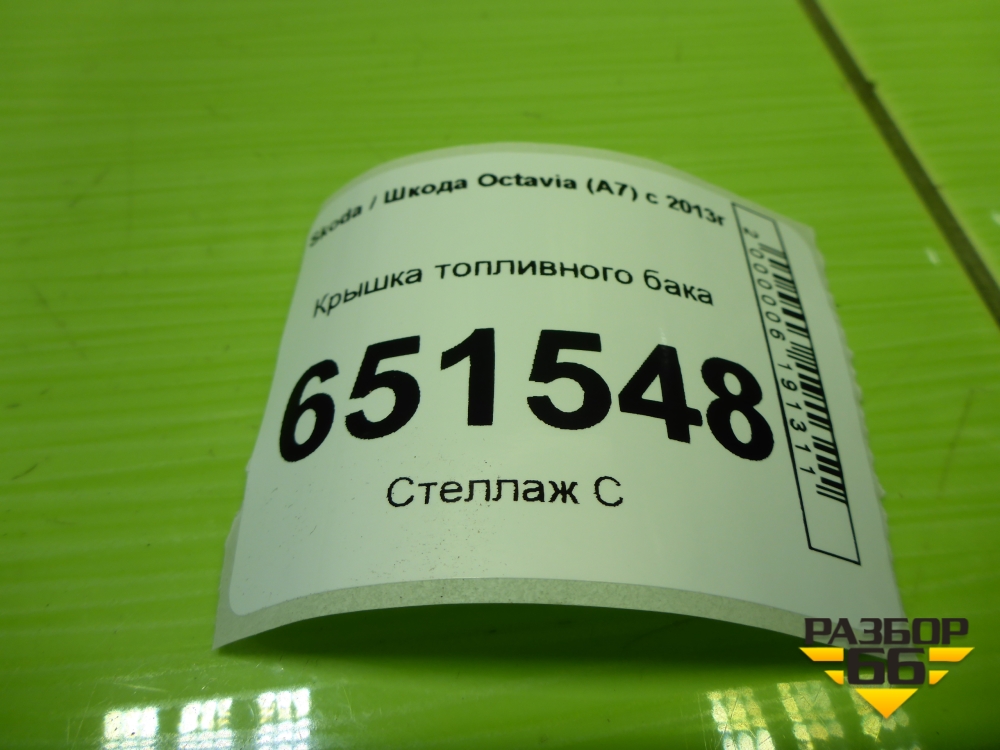 Skoda / Шкода Octavia (A7) с 2013г
Крышка топливного бака
651548
Стеллаж С
2000006191311
РАЗБОР
66